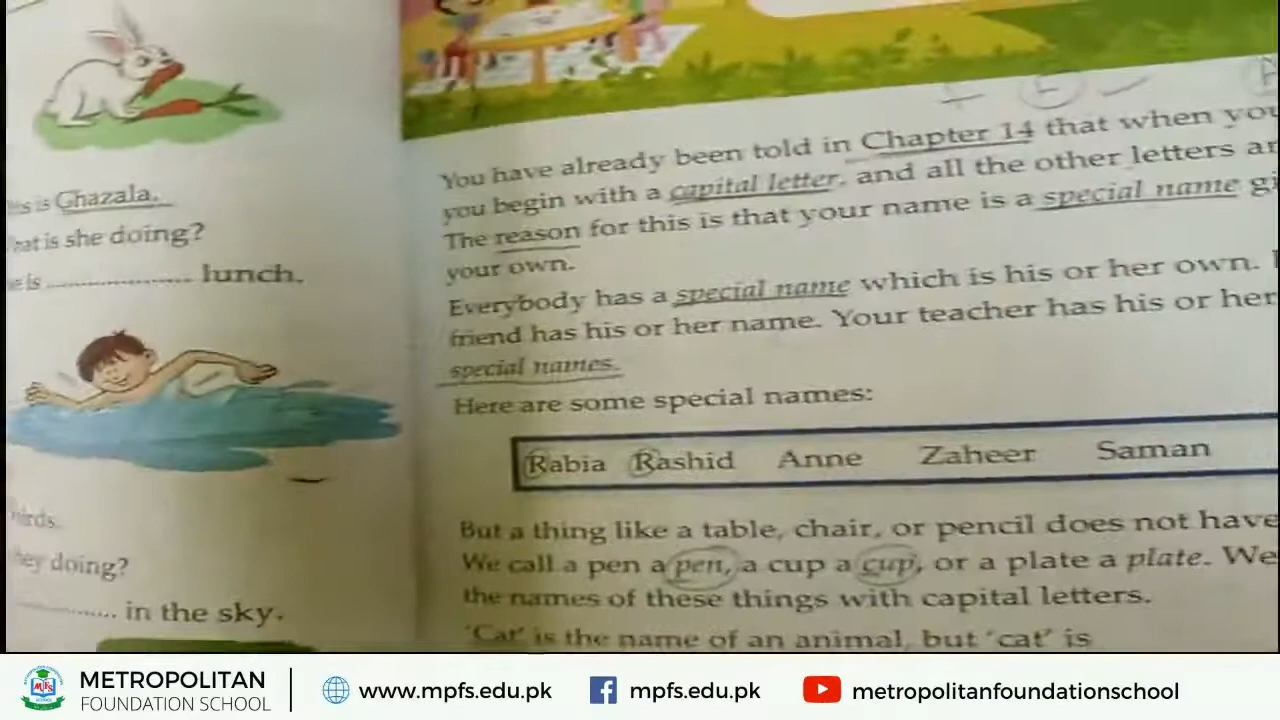 is is Ghazala.
hat is she doing?
e is .................... lunch.
birds.
hey doing?
.................. in the sky.
You have already been told in Chapter 14 that when you
you begin with a capital letter, and all the other letters ar
The reason for this is that your name is a special name gi
your own.
Everybody has a special name which is his or her own.
friend has his or her name. Your teacher has his or her
special names.
Here are some special names:
Rabia Rashid Anne Zaheer Saman
But a thing like a table, chair, or pencil does not have
We call a pen a pen, a cup a cup, or a plate a plate. We
the names of these things with capital letters.
'Cat' is the name of an animal, but 'cat' is
METROPOLITAN
FOUNDATION SCHOOL
www.mpfs.edu.pk
mpfs.edu.pk
metropolitanfoundationschool